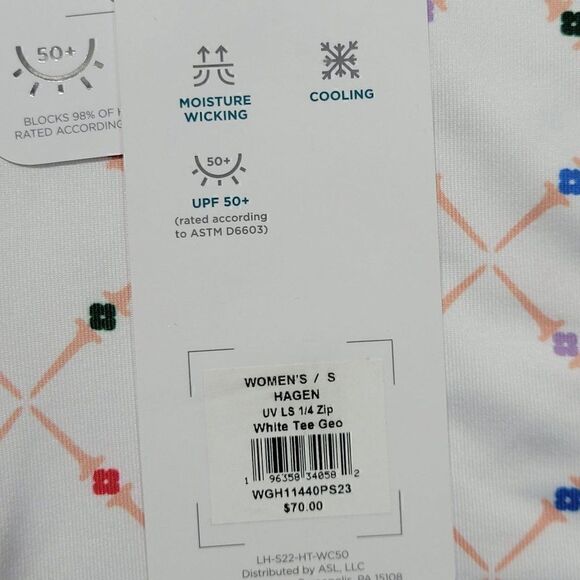 50+
BLOCKS 98% OF
RATED ACCORDING
MOISTURE
WICKING
COOLING
50+
UPF 50+
(rated according
to ASTM D6603)
WOMEN'S / S
HAGEN
UV LS 1/4 Zip
White Tee Geo
1 96358 34058 2
WGH11440PS23
$70.00
LH-S22-HT-WC50
Distributed by ASL, LLC
PA 15108